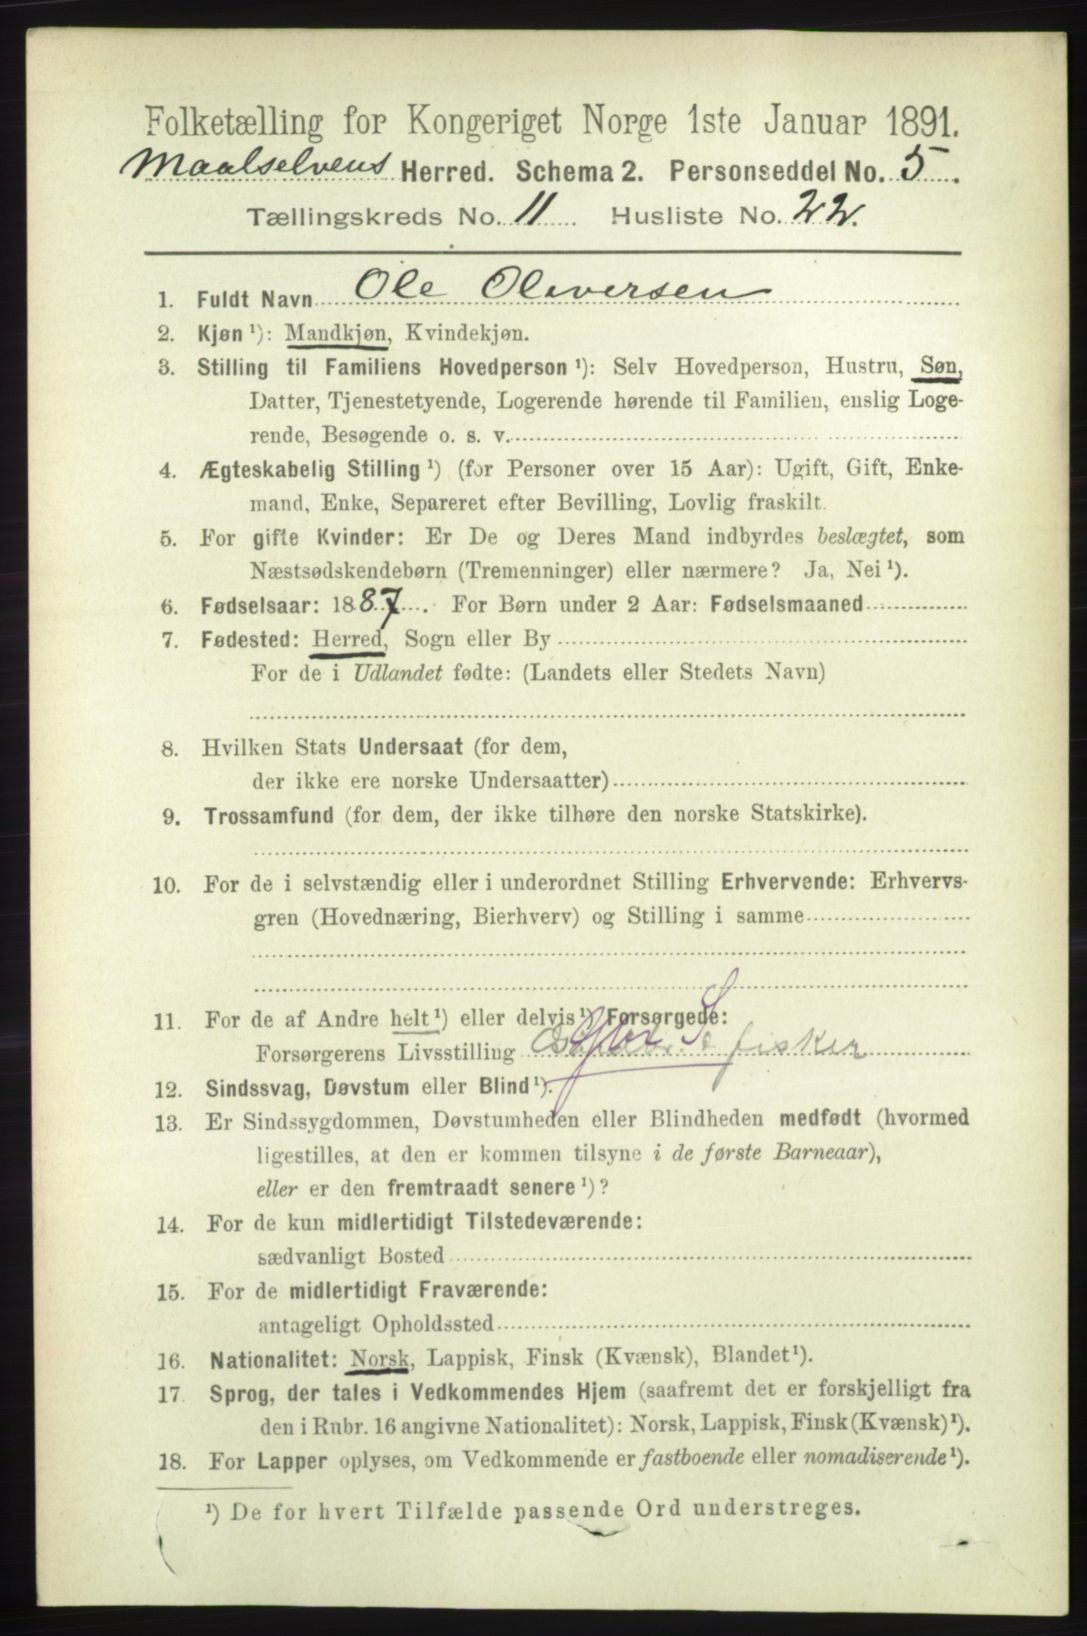 Folketælling for Kongeriget Norge 1ste Januar 1891.
Maalselvens Herred. Schema 2. Personseddel No. 5.
Tællingskreds No. 11 Husliste No. 22.
1. Fuldt Navn Ole Oleversen
2. Kjøn ¹): Mandkjøn, Kvindekjøn.
3. Stilling til Familiens Hovedperson ¹): Selv Hovedperson, Hustru, Søn,
Datter, Tjenestetyende, Logerende hørende til Familien, enslig Loge-
rende, Besøgende o. s. v.
4. Ægteskabelig Stilling ¹) (for Personer over 15 Aar): Ugift, Gift, Enke-
mand, Enke, Separeret efter Bevilling, Lovlig fraskilt.
5. For gifte Kvinder: Er De og Deres Mand indbyrdes beslægtet, som
Næstsødskendebørn (Tremenninger) eller nærmere? Ja, Nei ¹).
6. Fødselsaar: 1887. For Børn under 2 Aar: Fødselsmaaned
7. Fødested: Herred, Sogn eller By
For de i Udlandet fødte: (Landets eller Stedets Navn)
8. Hvilken Stats Undersaat (for dem,
der ikke ere norske Undersaatter)
9. Trossamfund (for dem, der ikke tilhøre den norske Statskirke).
10. For de i selvstændig eller i underordnet Stilling Erhvervende: Erhvervs-
gren (Hovednæring, Bierhverv) og Stilling i samme
11. For de af Andre helt ¹) eller delvis ¹) Forsørgede:
Forsørgerens Livsstilling fisker
12. Sindssvag, Døvstum eller Blind ¹).
13. Er Sindssygdommen, Døvstumheden eller Blindheden medfødt (hvormed
ligestilles, at den er kommen tilsyne i de første Barneaar),
eller er den fremtraadt senere ¹)?
14. For de kun midlertidigt Tilstedeværende:
sædvanligt Bosted
15. For de midlertidigt Fraværende:
antageligt Opholdssted
16. Nationalitet: Norsk, Lappisk, Finsk (Kvænsk), Blandet ¹).
17. Sprog, der tales i Vedkommendes Hjem (saafremt det er forskjelligt fra
den i Rubr. 16 angivne Nationalitet): Norsk, Lappisk, Finsk (Kvænsk) ¹).
18. For Lapper oplyses, om Vedkommende er fastboende eller nomadiserende ¹).
¹) De for hvert Tilfælde passende Ord understreges.